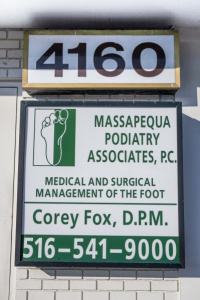 4160
MASSAPEQUA
PODIATRY
ASSOCIATES, P.C.
MEDICAL AND SURGICAL
MANAGEMENT OF THE FOOT
Corey Fox, D.P.M.
516-541-9000